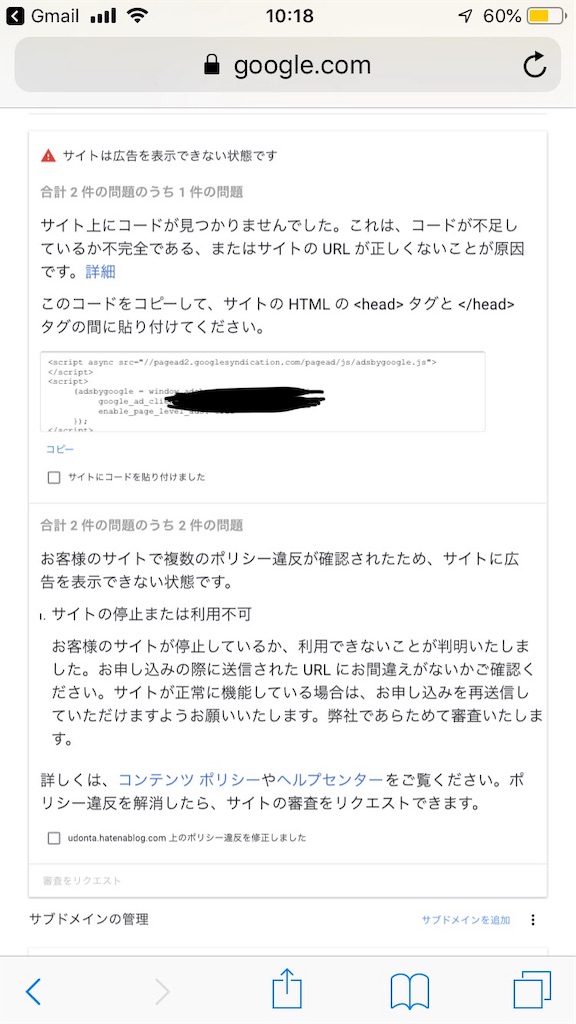 Gmail 10:18 60%
google.com
サイトは広告を表示できない状態です
合計 2 件の問題のうち 1 件の問題
サイト上にコードが見つかりませんでした。これは、コードが不足し
ているか不完全である、またはサイトの URL が正しくないことが原因
です。詳細
このコードをコピーして、サイトの HTML の <head> タグと </head>
タグの間に貼り付けてください。
<script async src="//pagead2.googlesyndication.com/pagead/js/adsbygoogle.js">
</script>
<script>
(adsbygoogle = window
google_ad_cli
enable_page_level
});
</script>
コピー
サイトにコードを貼り付けました
合計 2 件の問題のうち 2 件の問題
お客様のサイトで複数のポリシー違反が確認されたため、サイトに広
告を表示できない状態です。
1. サイトの停止または利用不可
お客様のサイトが停止しているか、利用できないことが判明いたしま
した。お申し込みの際に送信された URL にお間違えがないかご確認く
ださい。サイトが正常に機能している場合は、お申し込みを再送信し
ていただけますようお願いいたします。弊社であらためて審査いたしま
す。
詳しくは、コンテンツ ポリシーやヘルプセンターをご覧ください。ポ
リシー違反を解消したら、サイトの審査をリクエストできます。
udonta.hatenablog.com 上のポリシー違反を修正しました
審査をリクエスト
サブドメインの管理 サブドメインを追加